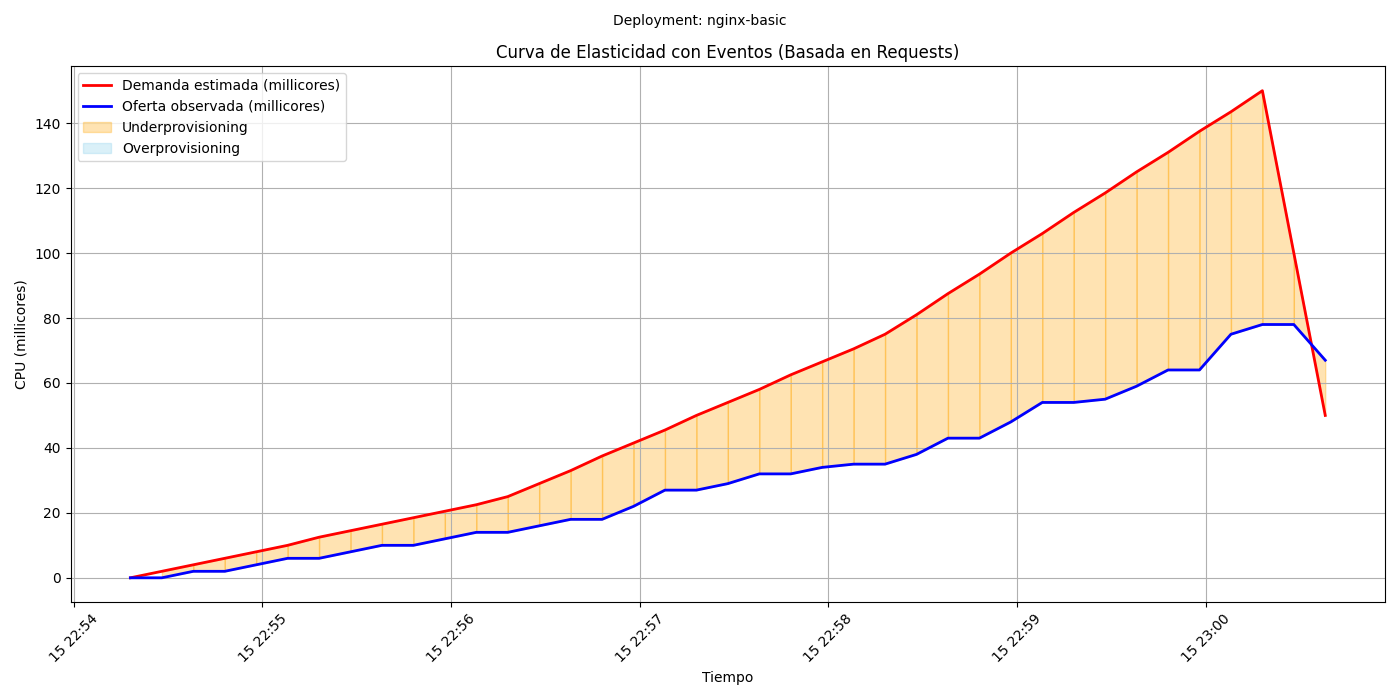 Deployment: nginx-basic
Curva de Elasticidad con Eventos (Basada en Requests)
Demanda estimada (millicores)
Oferta observada (millicores)
Underprovisioning
Overprovisioning
CPU (millicores)
140
120
100
80
60
40
20
0
15 22:54
15 22:55
15 22:56
15 22:57
15 22:58
15 22:59
15 23:00
Tiempo